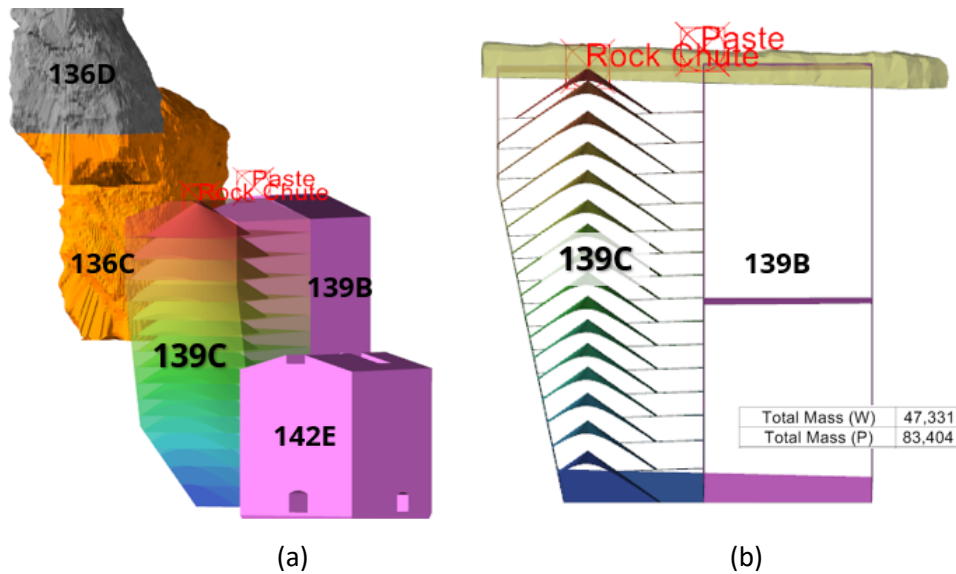 136D
Paste
Rock Chute
136C
139B
139C
142E
(a)
Paste
Rock Chute
139C
139B
Total Mass (W) 47,331
Total Mass (P) 83,404
(b)